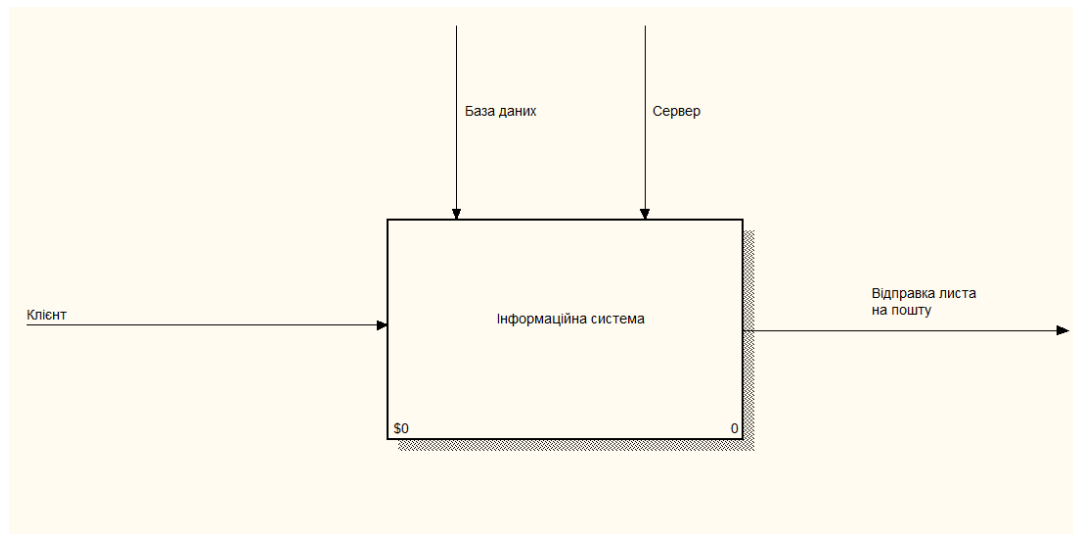 База даних
Сервер
Клієнт
Інформаційна система
Відправка листа
на пошту
$0
0